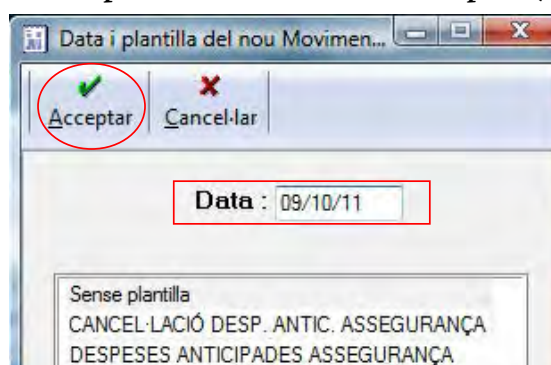 Data i plantilla del nou Movimen...
Acceptar Cancel·lar
Data : 09/10/11
Sense plantilla
CANCEL·LACIÓ DESP. ANTIC. ASSEGURANÇA
DESPESES ANTICIPADES ASSEGURANÇA